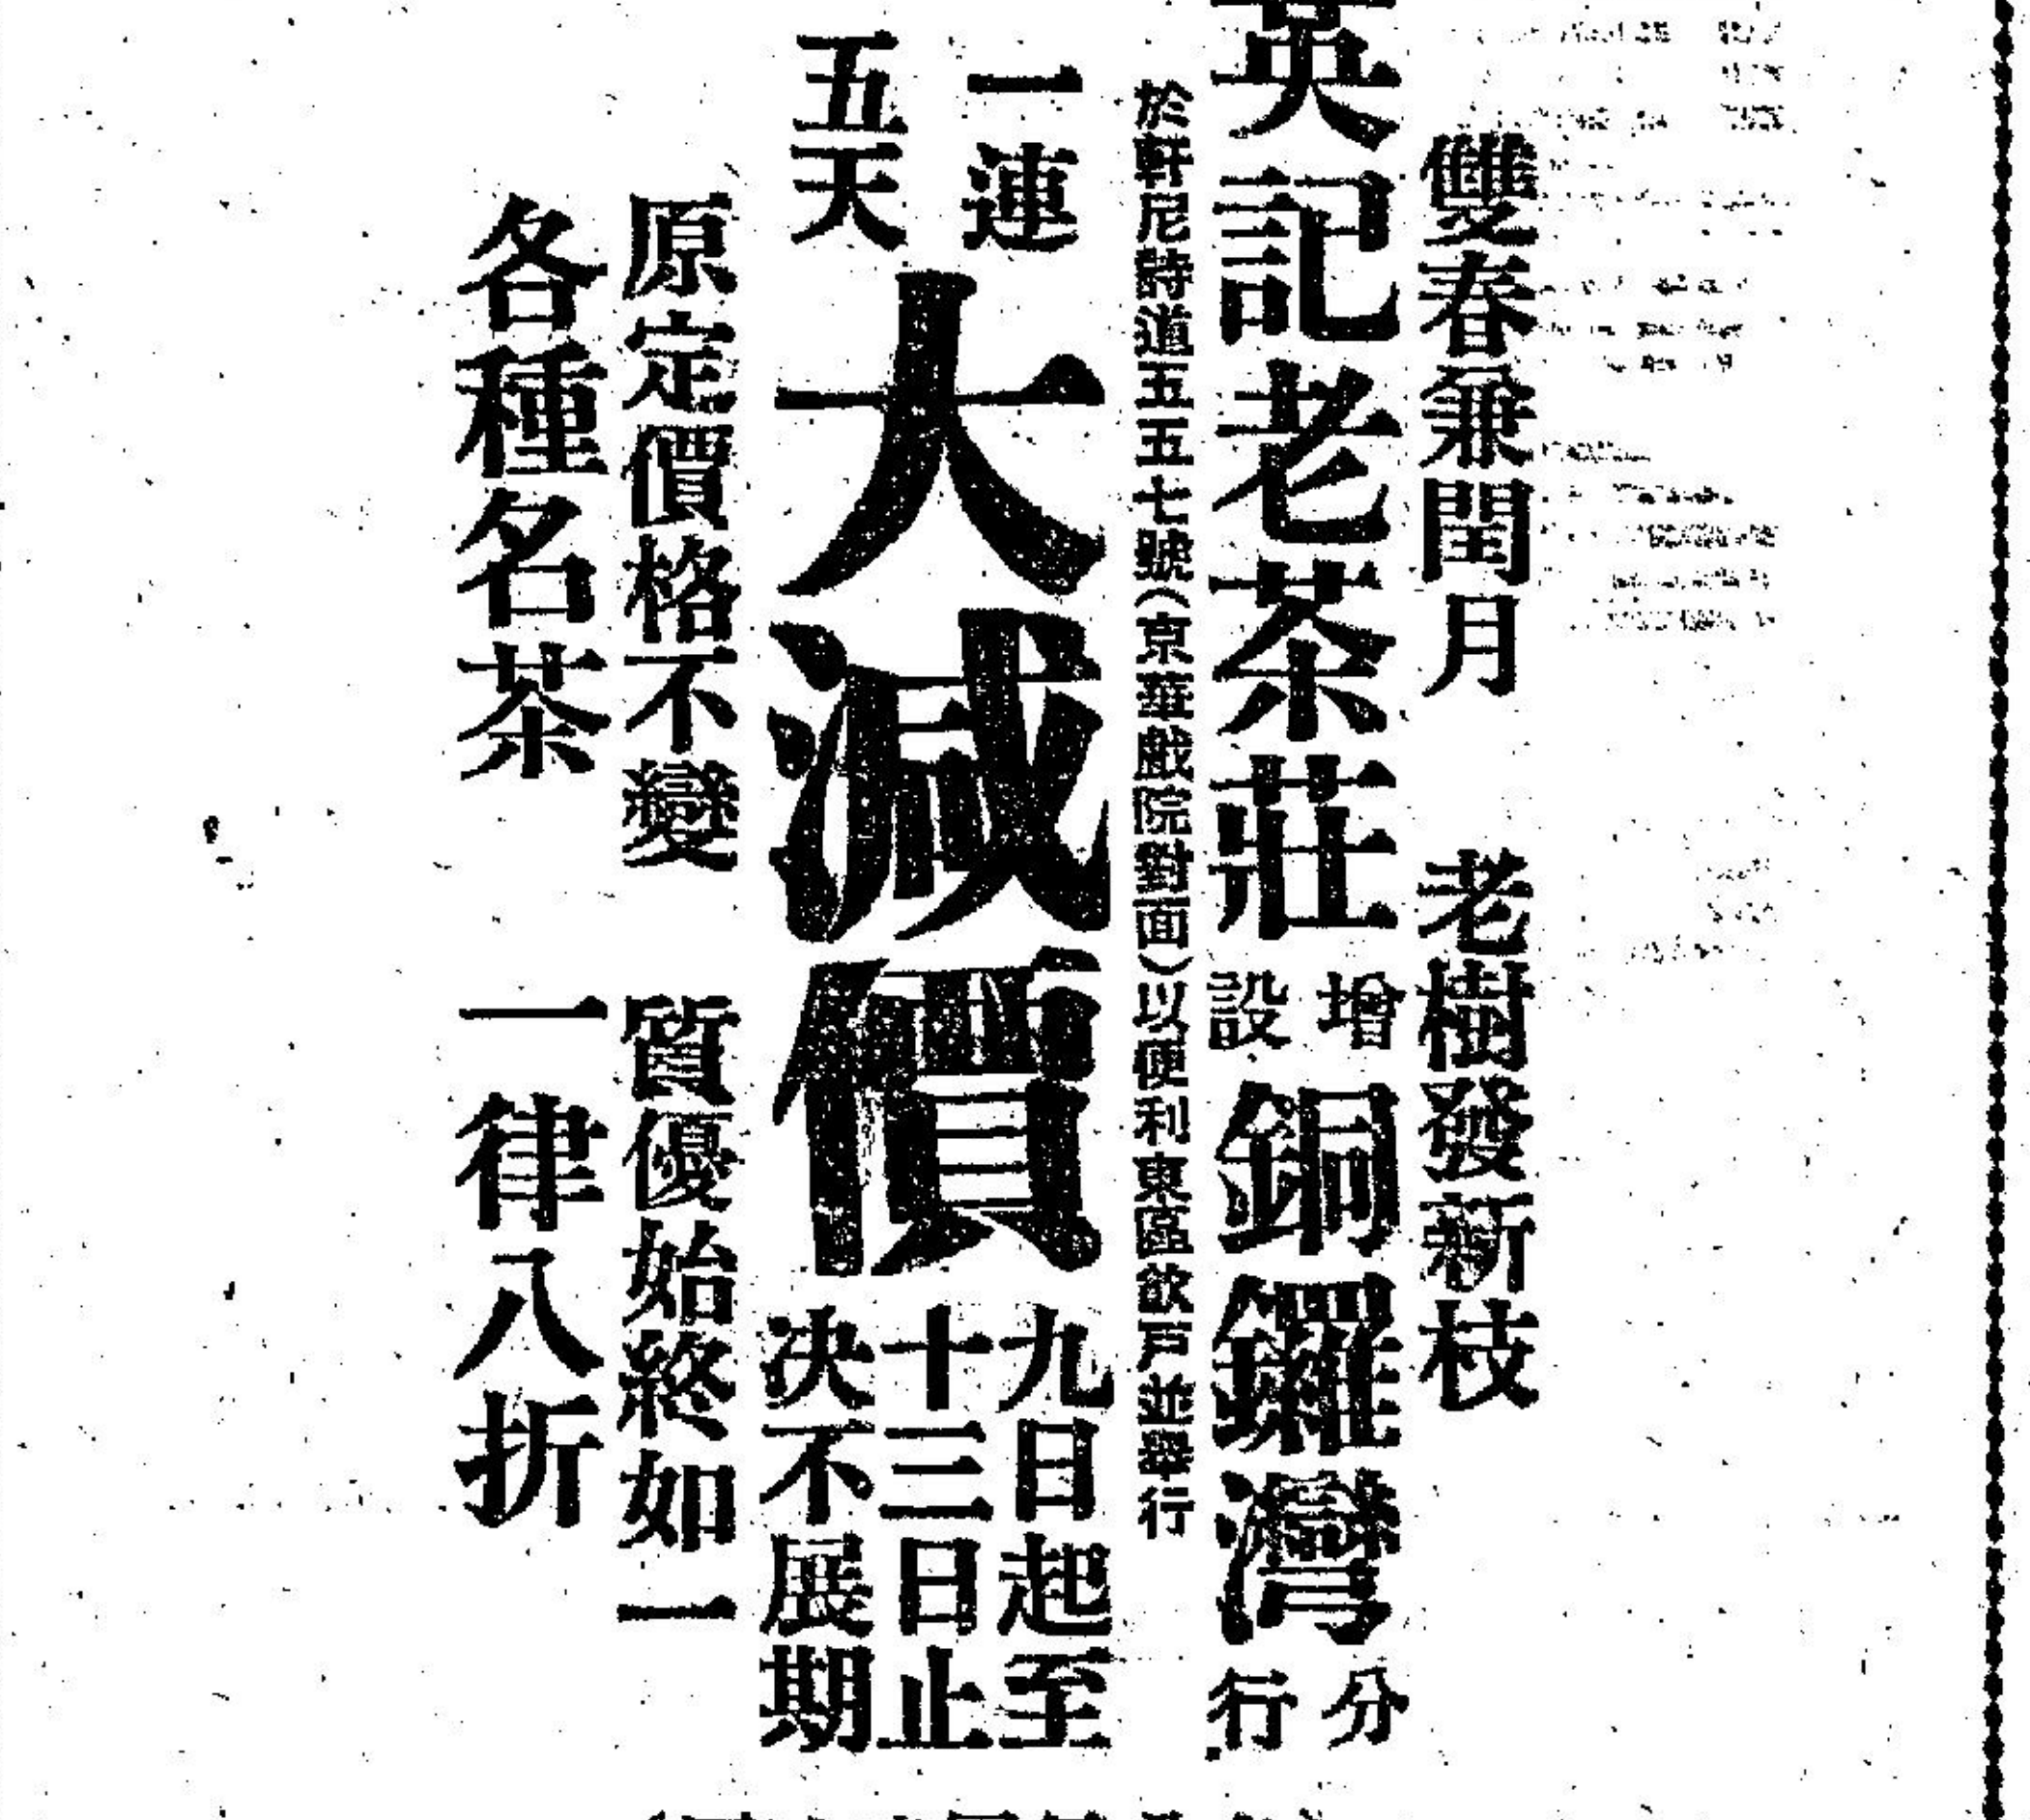 雙春兼閏月　老樹發新枝
英記老茶莊增設銅鑼灣分行
於軒尼詩道五五七號（京華戲院對面）以便利東區飲戶並舉行
一連五天大減價九日起至十三日止決不展期
原定價格不變　質優始終如一
各種名茶　一律八折